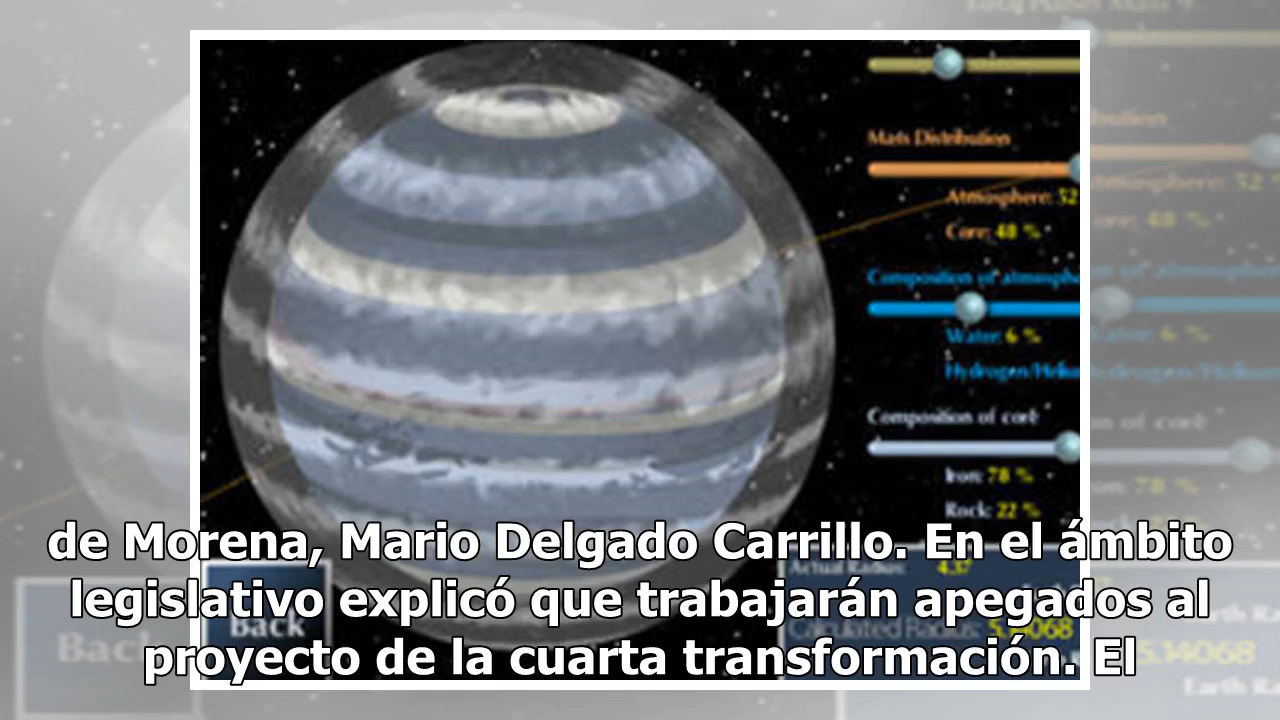 Mass Distribution
Atmosphere: 52
Core: 48 %
Composition of atmosphe
Water: 6 %
Hydrogen/Helium
Composition of core
Iron: 78 %
Rock: 22 %
Actual Radius: 4.37
Back
Calculated Radius: 5.14068
de Morena, Mario Delgado Carrillo. En el ámbito
legislativo explicó que trabajarán apegados al
proyecto de la cuarta transformación. El